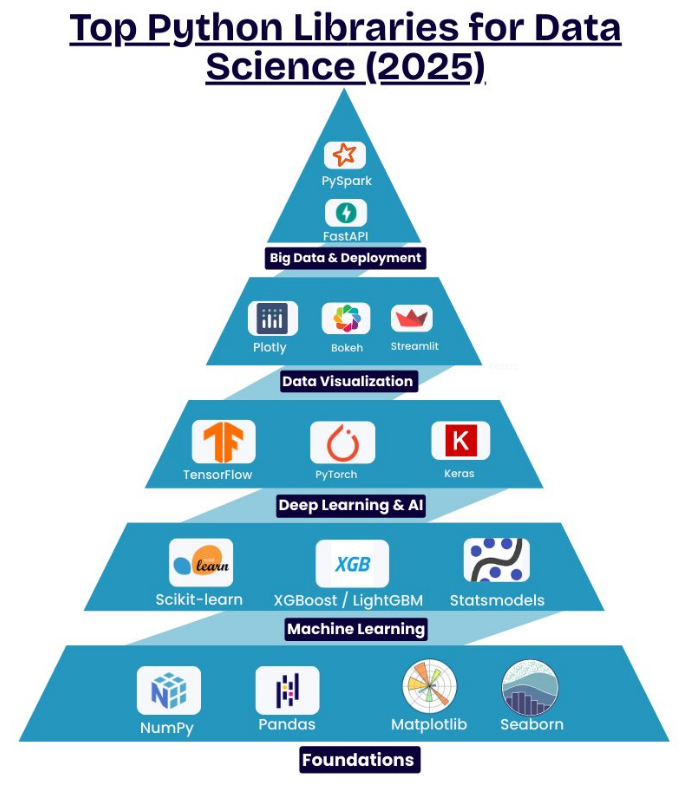 Top Python Libraries for Data
Science (2025)
PySpark
FastAPI
Big Data & Deployment
Plotly
Bokeh
Streamlit
Data Visualization
TensorFlow
PyTorch
Keras
K
Deep Learning & AI
learn
XGB
Scikit-learn
XGBoost / LightGBM
Statsmodels
Machine Learning
N
NumPy
Pandas
Matplotlib
Seaborn
Foundations